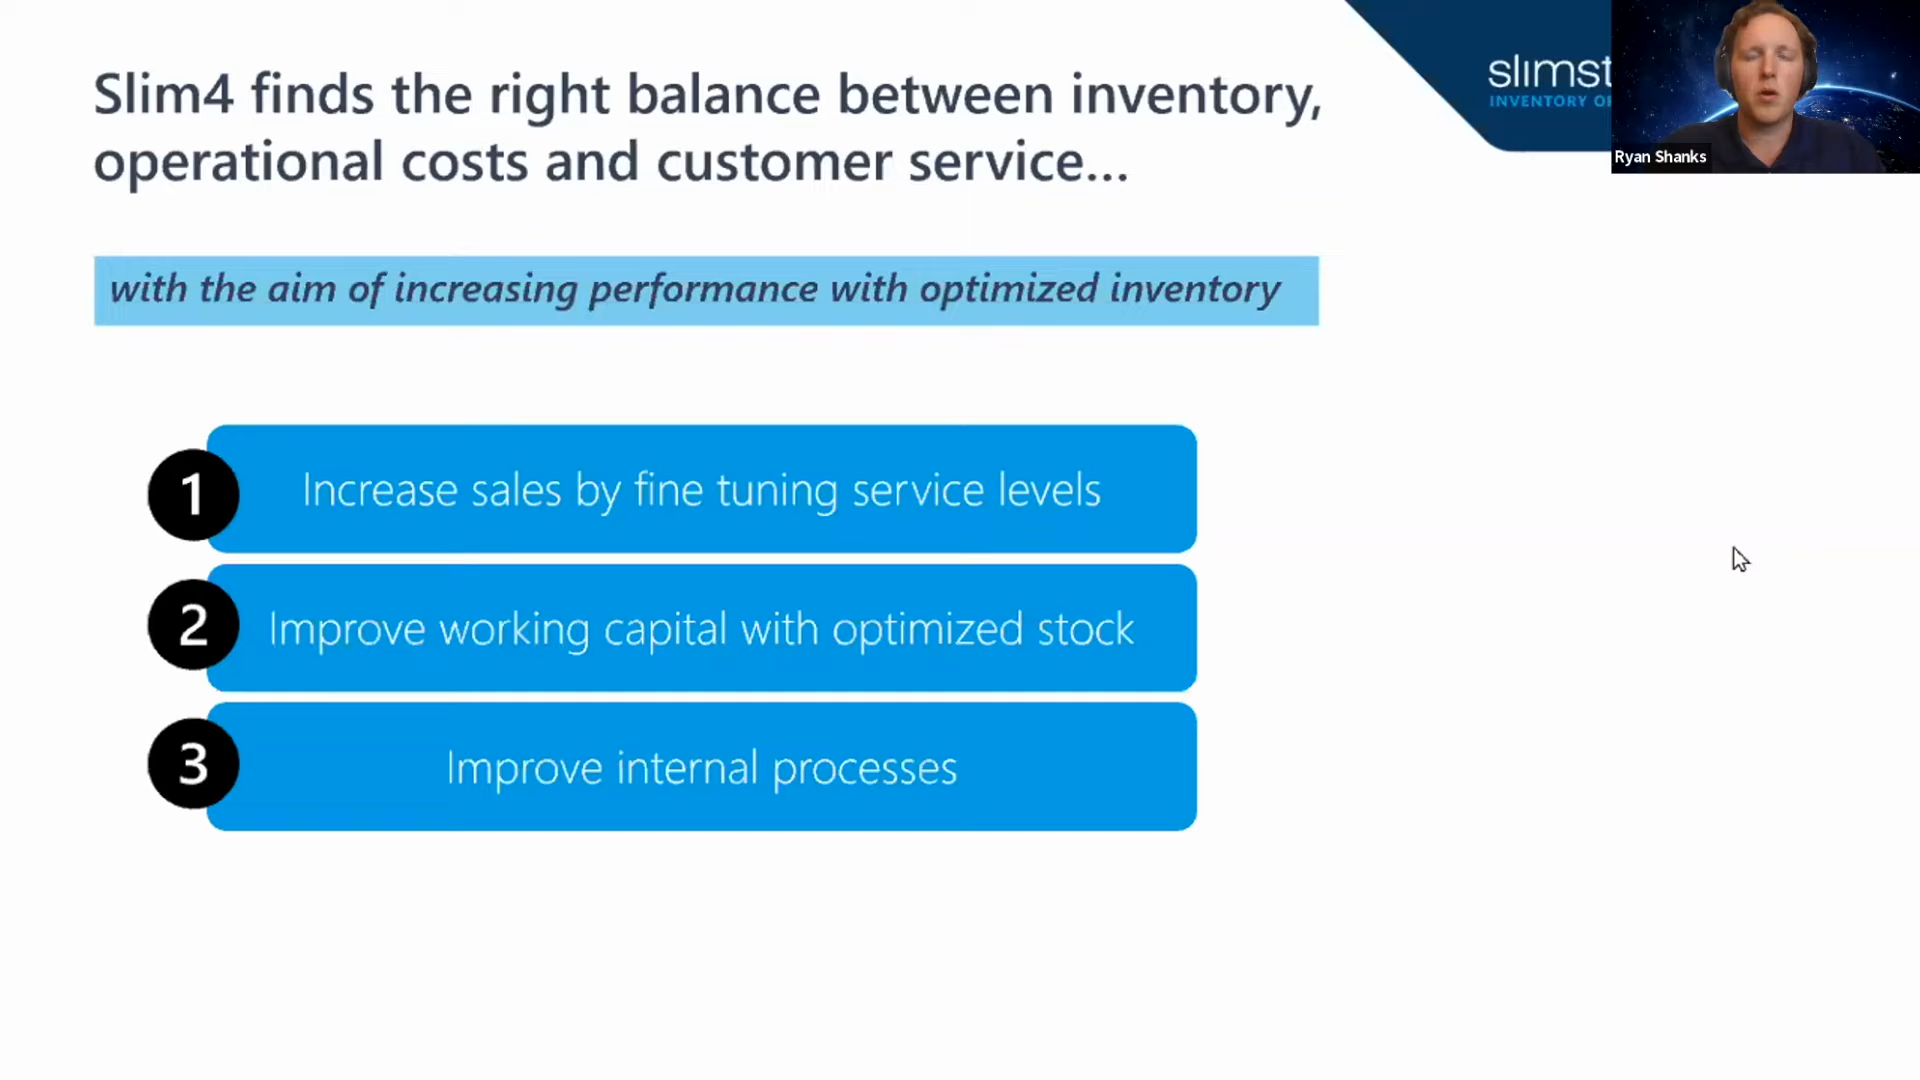 Slim4 finds the right balance between inventory,
operational costs and customer service...
slimst
INVENTORY OP
Ryan Shanks
with the aim of increasing performance with optimized inventory
1
Increase sales by fine tuning service levels
2
Improve working capital with optimized stock
3
Improve internal processes